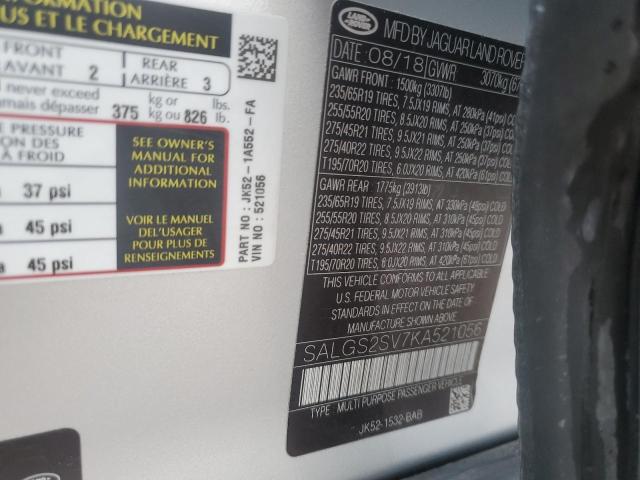 INFORMATION
US ET LE CHARGEMENT
FRONT
AVANT 2
REAR
ARRIÈRE 3
never exceed
amais dépasser 375 kg or kg ou 826 lbs. lb.
PRESSURE
ON DES
À FROID
37 psi
45 psi
45 psi
SEE OWNER'S
MANUAL FOR
ADDITIONAL
INFORMATION
VOIR LE MANUEL
DE L'USAGER
POUR PLUS DE
RENSEIGNEMENTS
PART NO : JK52-1A552-FA
VIN NO : 521056
LAND ROVER
MFD BY JAGUAR LAND ROVER
DATE: 08/18 GVWR 3070kg
GAWR FRONT : 1500kg (3307lb)
235/65R19 TIRES, 7.5JX19 RIMS, AT 280kPa (41psi) COLD
255/55R20 TIRES, 8.5JX20 RIMS, AT 250kPa (37psi)
275/45R21 TIRES, 9.5JX21 RIMS, AT 250kPa (37psi)
275/40R22 TIRES, 9.5JX22 RIMS, AT 250kPa (37psi)
T195/70R20 TIRES, 6.0JX20 RIMS, AT 420kPa (61psi)
GAWR REAR : 1775kg (3913lb)
235/65R19 TIRES, 7.5JX19 RIMS, AT 330kPa (45psi) COLD
255/55R20 TIRES, 8.5JX20 RIMS, AT 310kPa (45psi) COLD
275/45R21 TIRES, 9.5JX21 RIMS, AT 310kPa (45psi) COLD
275/40R22 TIRES, 9.5JX22 RIMS, AT 310kPa (45psi) COLD
T195/70R20 TIRES, 6.0JX20 RIMS, AT 420kPa (61psi) COLD
THIS VEHICLE CONFORMS TO ALL APPLICABLE
U.S. FEDERAL MOTOR VEHICLE SAFETY
STANDARDS IN EFFECT ON THE DATE OF
MANUFACTURE SHOWN ABOVE.
SALGS2SV7KA521056
TYPE : MULTI PURPOSE PASSENGER VEHICLE
JK52-1532-BAB